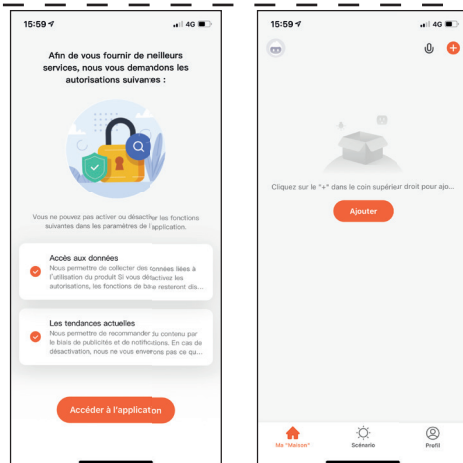 15:59
4G
Afin de vous fournir de meilleurs
services, nous vous demandons les
autorisations suivantes :
Vous ne pouvez pas activer ou désactiver les fonctions
suivantes dans les paramètres de l'application.
Accès aux données
Nous permettre de collecter des données liées à
l'utilisation du produit Si vous désactivez les
autorisations, les fonctions de base resteront dis...
Les tendances actuelles
Nous permettre de recommander du contenu par
le biais de publicités et de notifications. En cas de
désactivation, nous ne vous enverrons pas ce qu...
Accéder à l'application
15:59
4G
Cliquez sur le "+" dans le coin supérieur droit pour ajo...
Ajouter
Ma "Maison"
Scénario
Profil